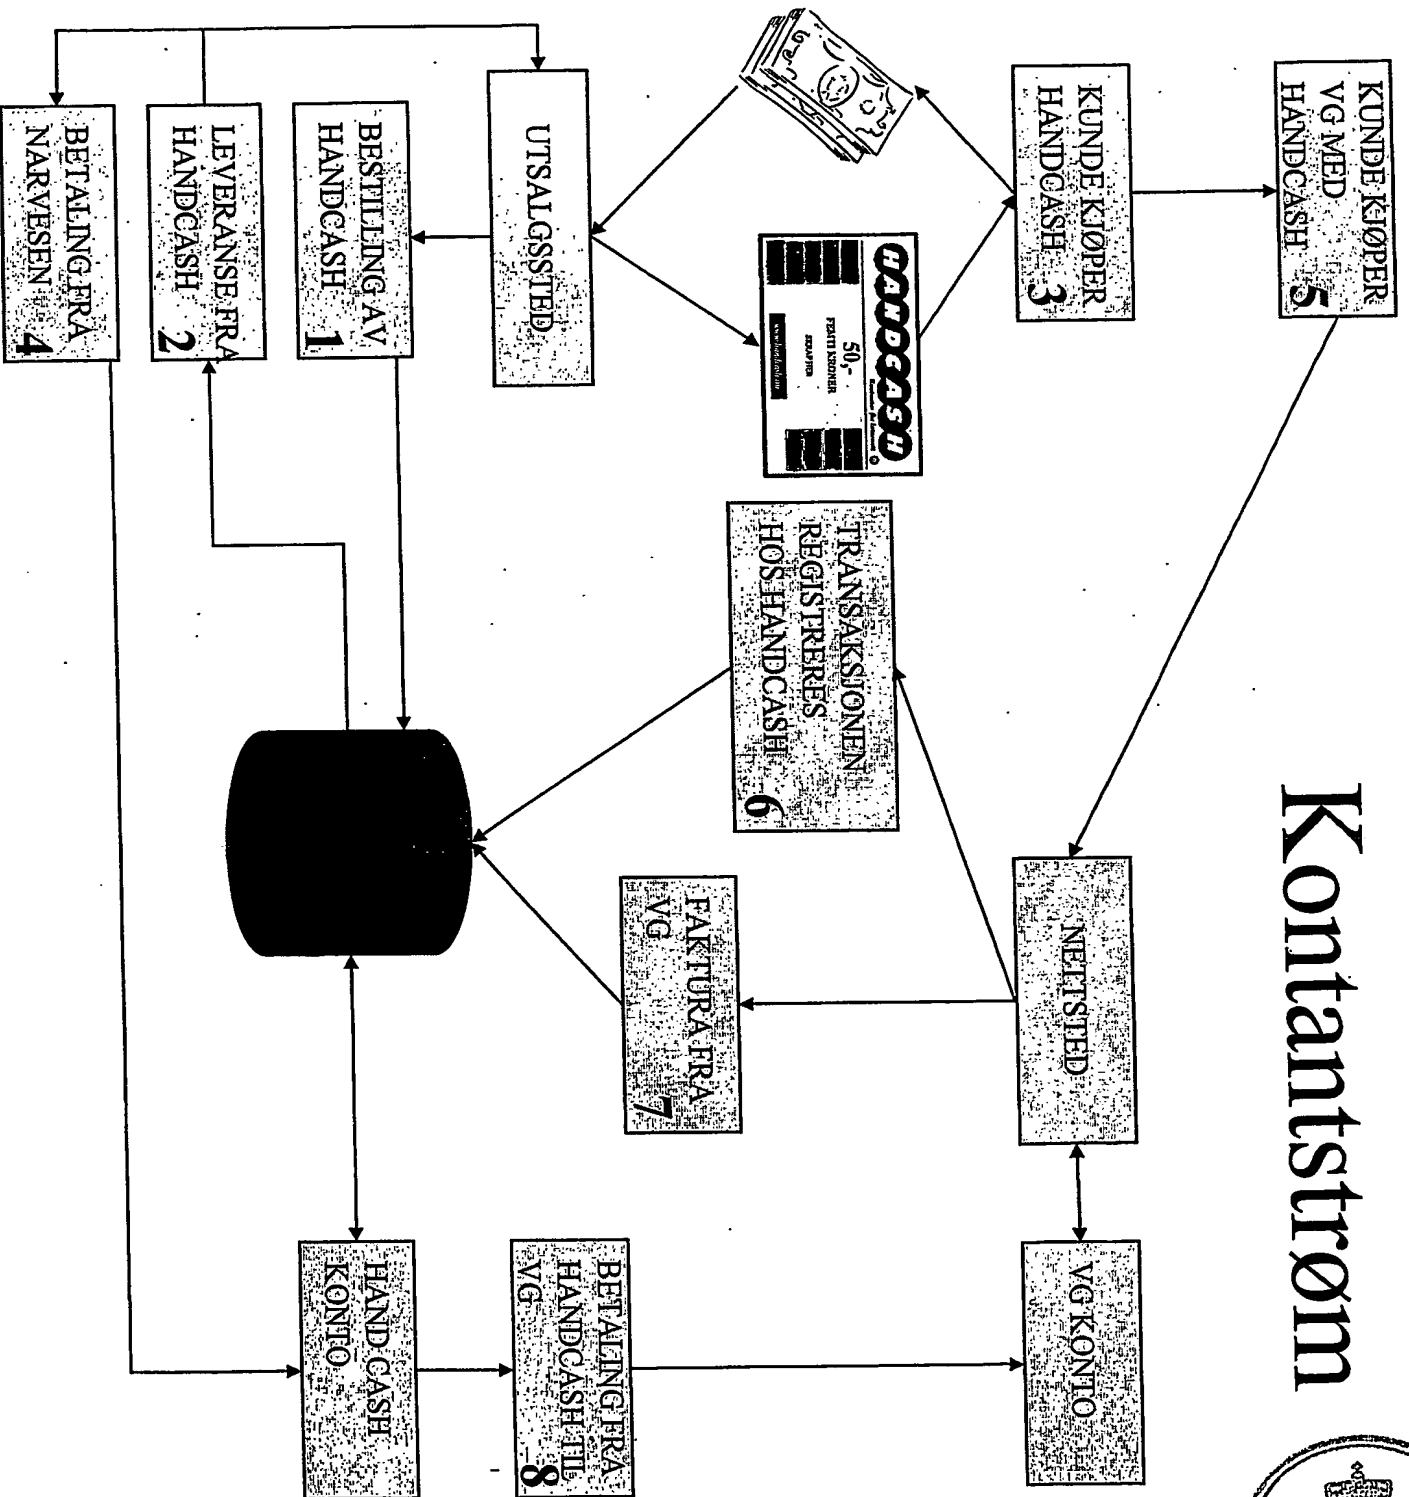 Kontantstrøm
KUNDE KJØPER
VG MED
HANDCASH
5
KUNDE KJØPER
HANDCASH
3
NETTSTED
VG KONTO
HANDCASH
50,-
FEMTI KRONER
TRANSAKSJONEN
REGISTRERES
HOS HANDCASH
6
FAKTURA FRA
VG
7
UTSALGSSTED
BETALING FRA
HANDCASH TIL
VG
8
BESTILLING AV
HANDCASH
1
HANDCASH
KONTO
LEVERANSE FRA
HANDCASH
2
BETALING FRA
NARVESEN
4